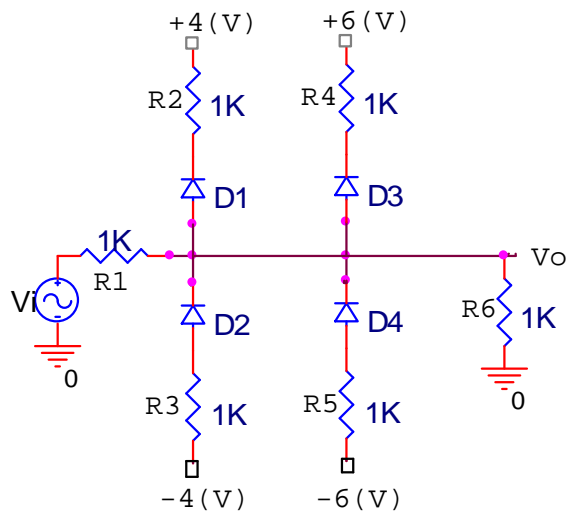 +4(V)
+6(V)
R2
1K
R4
1K
D1
D3
1K
R1
Vo
Vi
D2
D4
R6
1K
0
R3
1K
R5
1K
0
-4(V)
-6(V)